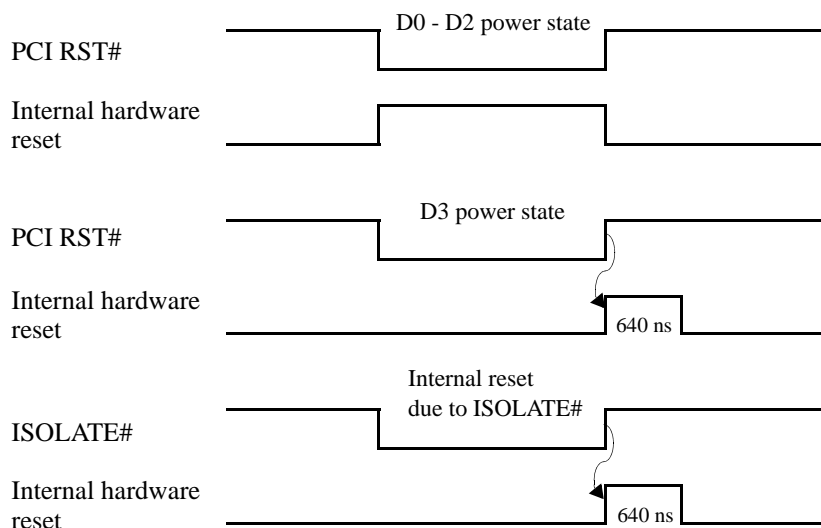 D0 - D2 power state
PCI RST#
Internal hardware
reset
D3 power state
PCI RST#
Internal hardware
reset
640 ns
Internal reset
due to ISOLATE#
ISOLATE#
Internal hardware
reset
640 ns